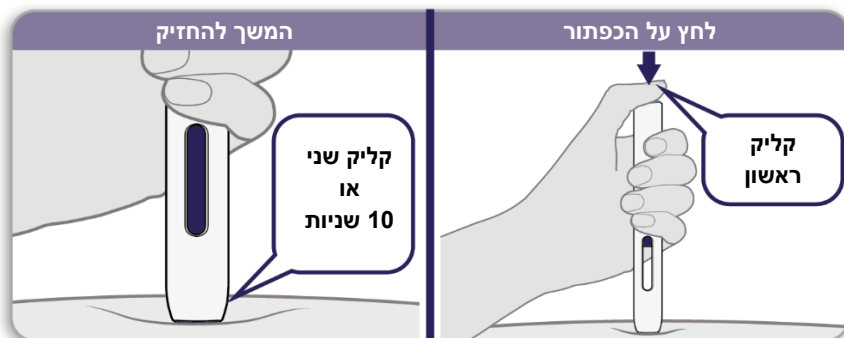 לחץ על הכפתור
קליק
ראשון
המשך להחזיק
קליק שני
או
10 שניות